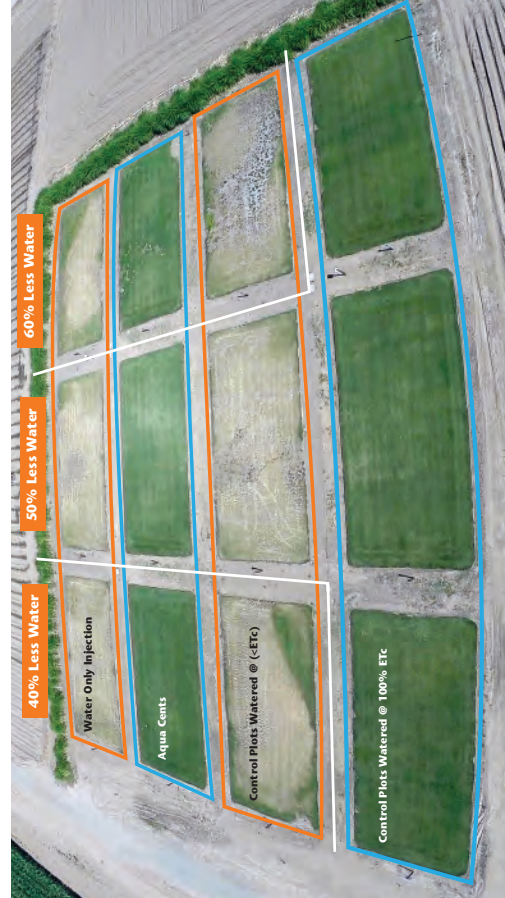 40% Less Water
50% Less Water
60% Less Water
Water Only Injection
Aqua Cents
Control Plots Watered @ (<ETc)
Control Plots Watered @ 100% ETc